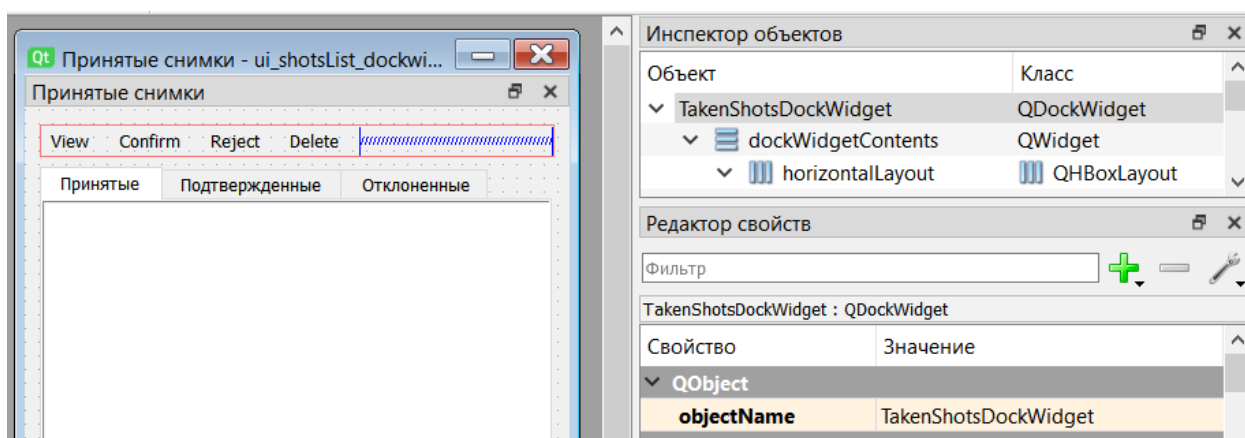 Qt Принятые снимки - ui_shotsList_dockwi...
Принятые снимки
View Confirm Reject Delete
Принятые Подтвержденные Отклоненные
Инспектор объектов
Объект Класс
TakenShotsDockWidget QDockWidget
dockWidgetContents QWidget
horizontalLayout QHBoxLayout
Редактор свойств
Фильтр
TakenShotsDockWidget : QDockWidget
Свойство Значение
QObject
objectName TakenShotsDockWidget